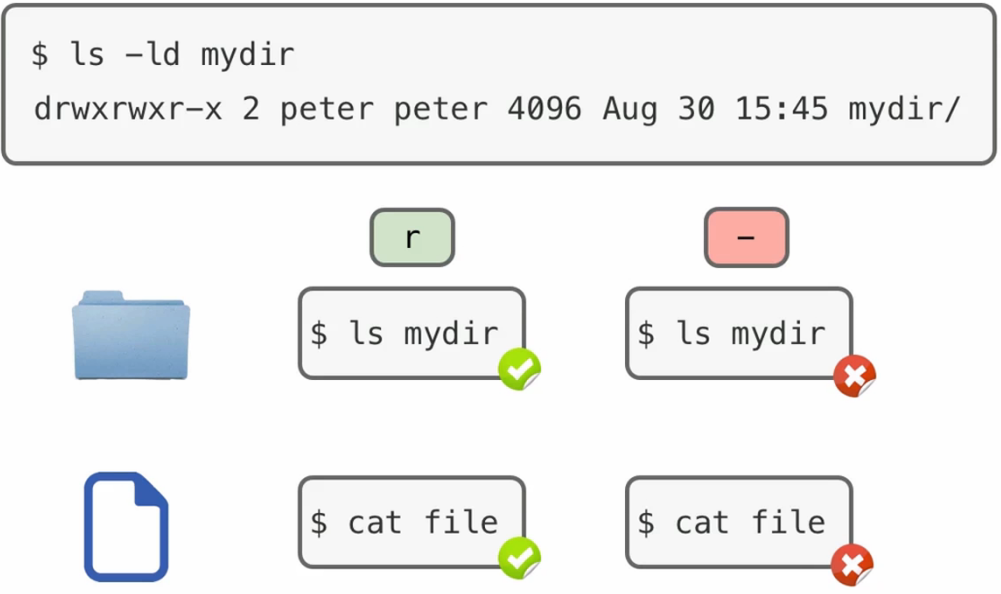 $ ls -ld mydir
drwxrwxr-x 2 peter peter 4096 Aug 30 15:45 mydir/
r
-
$ ls mydir
$ ls mydir
$ cat file
$ cat file